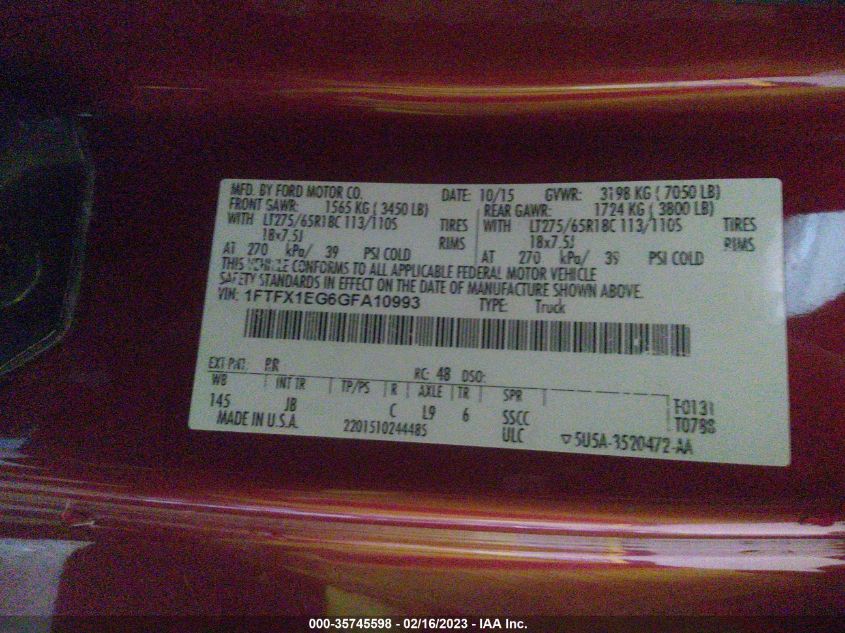 MFD. BY FORD MOTOR CO. DATE: 10/15 GVWR: 3198 KG ( 7050 LB)
FRONT GAWR: 1565 KG ( 3450 LB) REAR GAWR: 1724 KG ( 3800 LB)
WITH LT275/65R18C 113/110S TIRES WITH LT275/65R18C 113/110S TIRES
18x7.5J RIMS 18x7.5J RIMS
AT 270 kPa/ 39 PSI COLD AT 270 kPa/ 39 PSI COLD
THIS VEHICLE CONFORMS TO ALL APPLICABLE FEDERAL MOTOR VEHICLE
SAFETY STANDARDS IN EFFECT ON THE DATE OF MANUFACTURE SHOWN ABOVE.
VIN: 1FTFX1EG6GFA10993 TYPE: Truck
EXT PNT: RR RC: 48 DSO:
WB INT TR TP/PS R AXLE TR SPR
145 JB C L9 6 SSCC T0131
MADE IN U.S.A. 2201510244485 ULC T0788
▽ 5U5A-3520472-AA
000-35745598 - 02/16/2023 - IAA Inc.